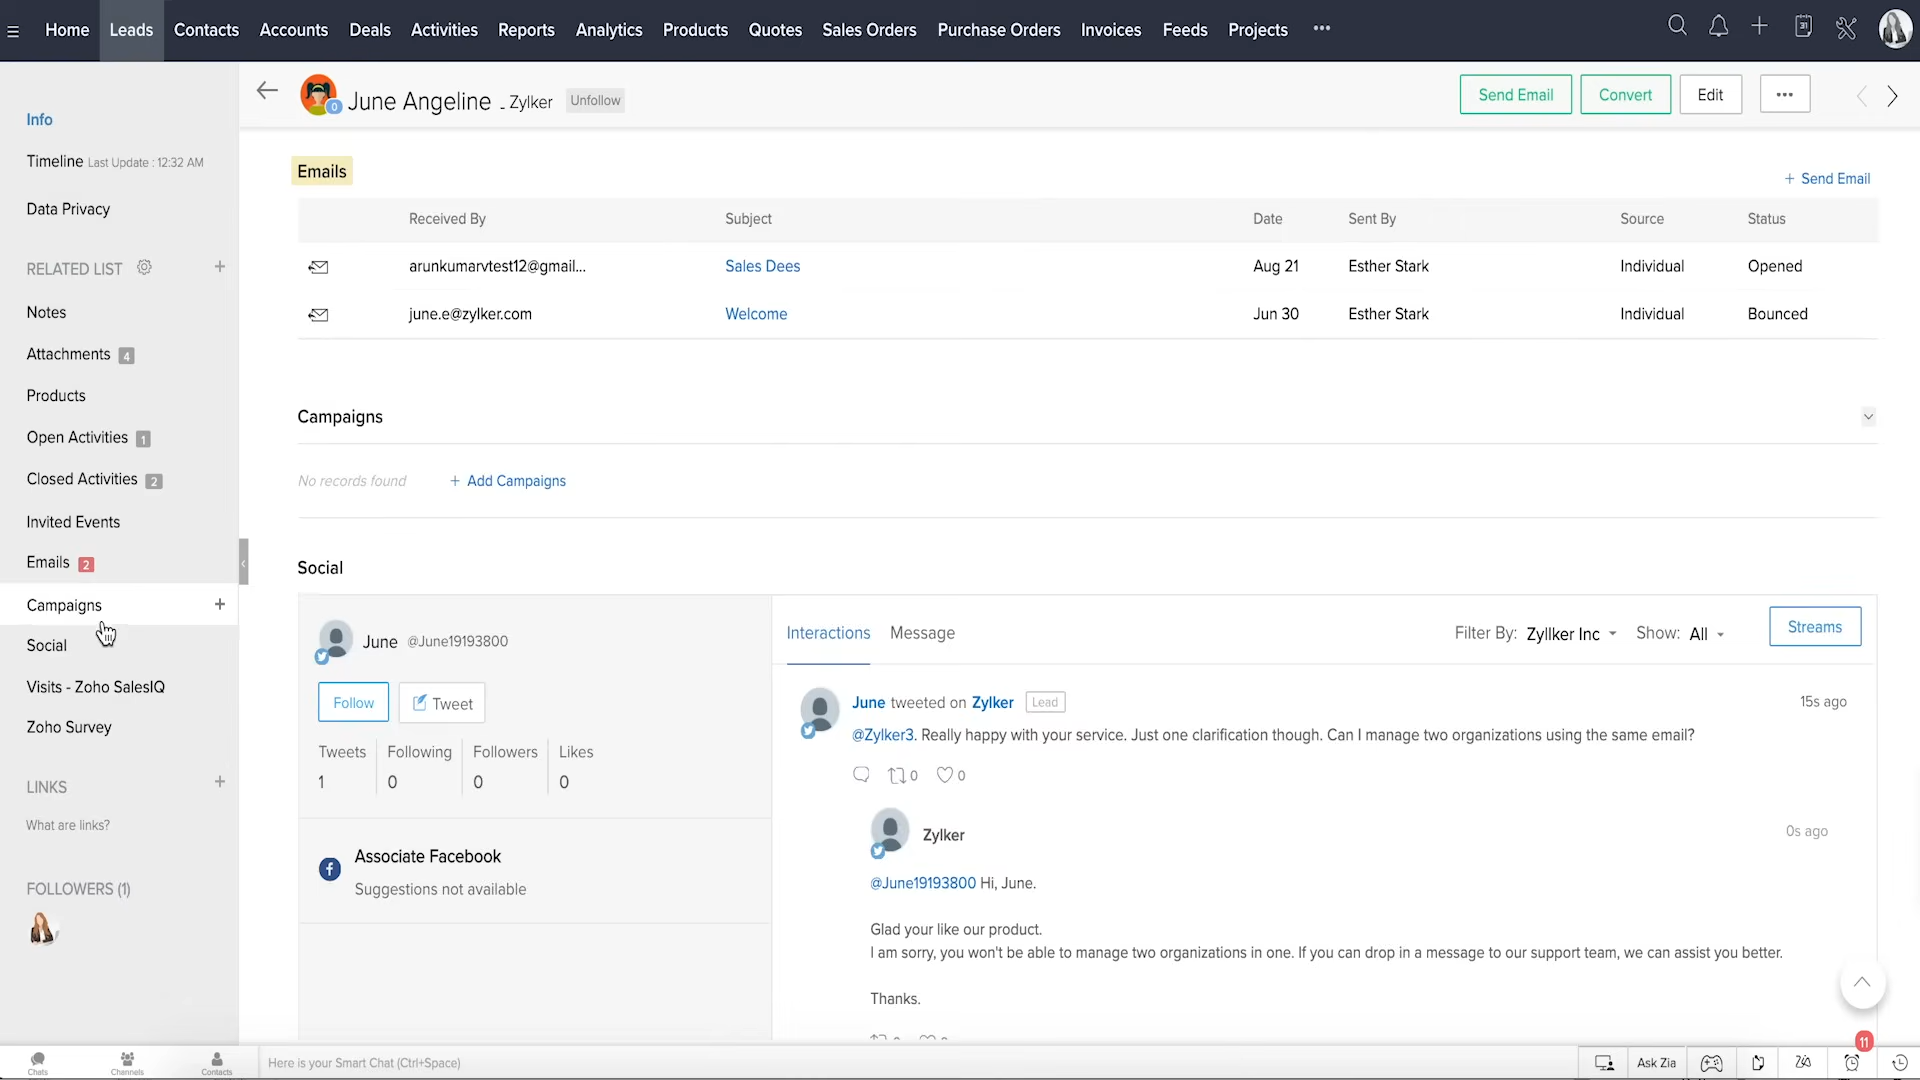 Home Leads Contacts Accounts Deals Activities Reports Analytics Products Quotes Sales Orders Purchase Orders Invoices Feeds Projects •••
31
Info
Timeline Last Update : 12:32 AM
Data Privacy
RELATED LIST
Notes
Attachments 4
Products
Open Activities 1
Closed Activities 2
Invited Events
Emails 2
Campaigns +
Social
Visits - Zoho SalesIQ
Zoho Survey
LINKS +
What are links?
FOLLOWERS (1)
0 June Angeline - Zylker Unfollow
Send Email Convert Edit •••
Emails
+ Send Email
Received By Subject Date Sent By Source Status
arunkumarvtest12@gmail... Sales Dees Aug 21 Esther Stark Individual Opened
june.e@zylker.com Welcome Jun 30 Esther Stark Individual Bounced
Campaigns
No records found + Add Campaigns
Social
June @June19193800
Follow Tweet
Tweets Following Followers Likes
1 0 0 0
Associate Facebook
Suggestions not available
Interactions Message Filter By: Zyllker Inc Show: All Streams
June tweeted on Zylker Lead 15s ago
@Zylker3. Really happy with your service. Just one clarification though. Can I manage two organizations using the same email?
0 0
Zylker 0s ago
@June19193800 Hi, June.
Glad your like our product.
I am sorry, you won't be able to manage two organizations in one. If you can drop in a message to our support team, we can assist you better.
Thanks.
11
Chats Channels Contacts Here is your Smart Chat (Ctrl+Space) Ask Zia